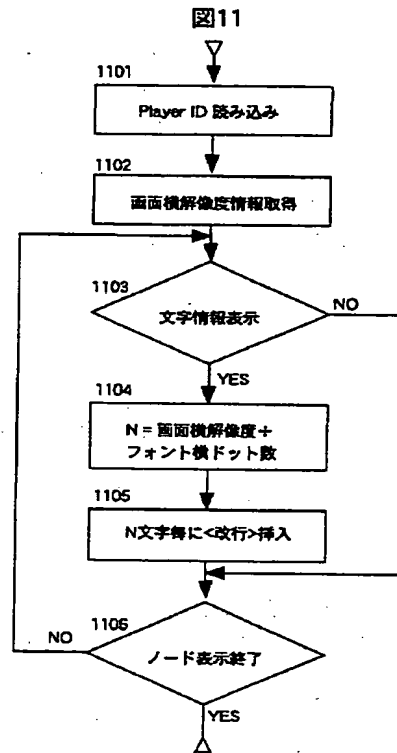 図11
1101
Player ID 読み込み
1102
画面横解像度情報取得
1103
文字情報表示
NO
YES
1104
N = 画面横解像度÷
フォント横ドット数
1105
N文字毎に<改行>挿入
1106
NO
ノード表示終了
YES